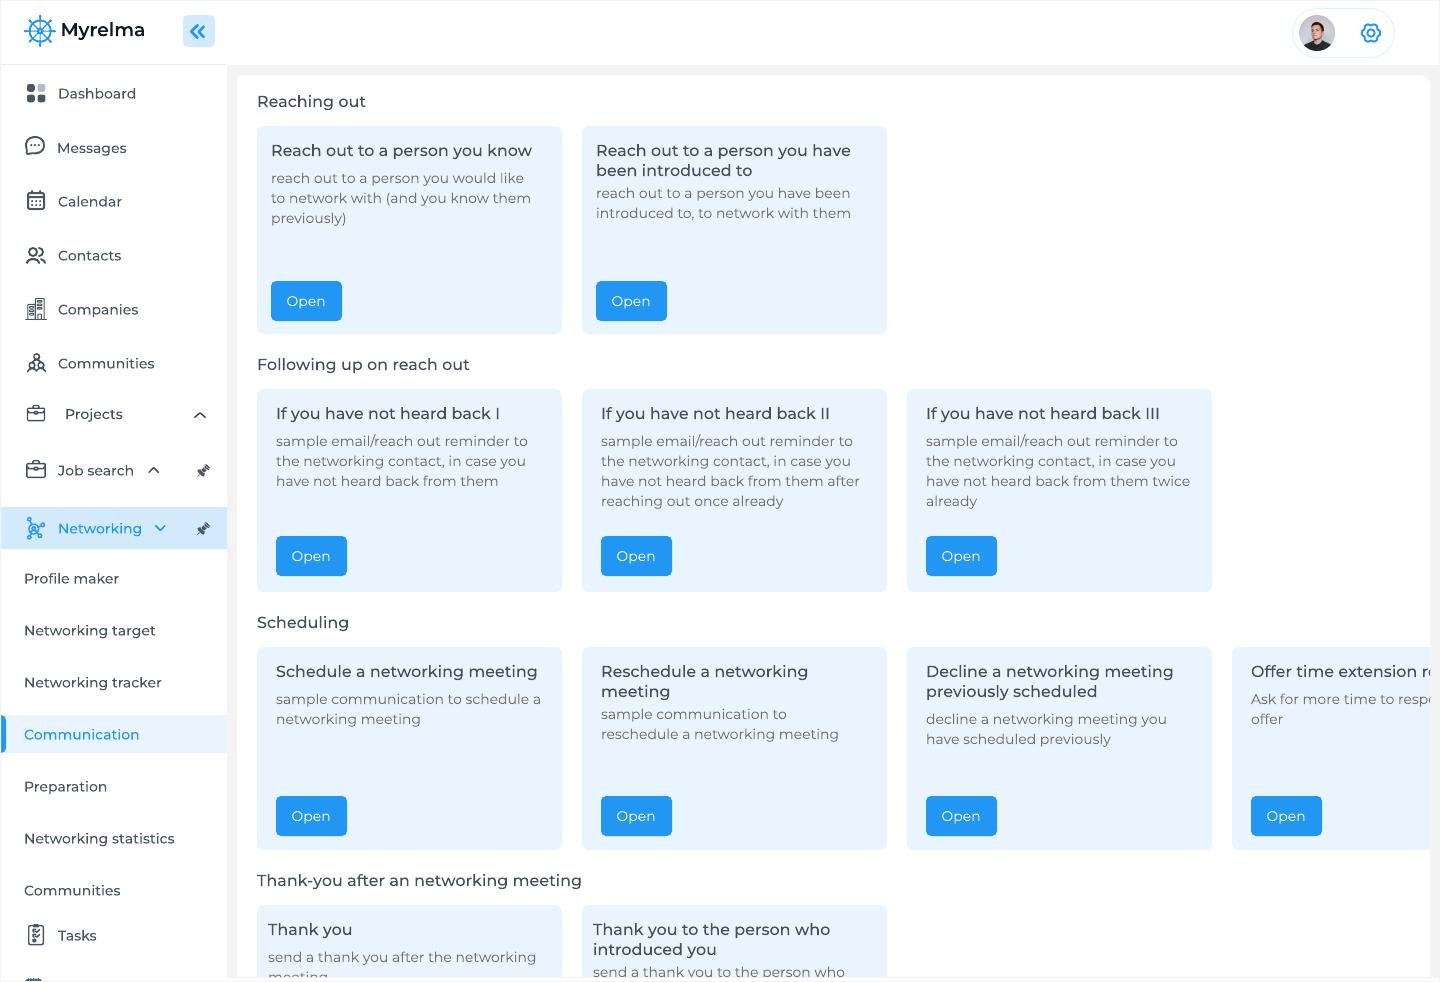 Myrelma
Dashboard
Messages
Calendar
Contacts
Companies
Communities
Projects
Job search
Networking
Profile maker
Networking target
Networking tracker
Communication
Preparation
Networking statistics
Communities
Tasks
Reaching out
Reach out to a person you know
reach out to a person you would like
to network with (and you know them
previously)
Open
Reach out to a person you have
been introduced to
reach out to a person you have been
introduced to, to network with them
Open
Following up on reach out
If you have not heard back I
sample email/reach out reminder to
the networking contact, in case you
have not heard back from them
Open
If you have not heard back II
sample email/reach out reminder to
the networking contact, in case you
have not heard back from them after
reaching out once already
Open
If you have not heard back III
sample email/reach out reminder to
the networking contact, in case you
have not heard back from them twice
already
Open
Scheduling
Schedule a networking meeting
sample communication to schedule a
networking meeting
Open
Reschedule a networking
meeting
sample communication to
reschedule a networking meeting
Open
Decline a networking meeting
previously scheduled
decline a networking meeting you
have scheduled previously
Open
Offer time extension
Ask for more time to
offer
Open
Thank-you after an networking meeting
Thank you
send a thank you after the networking
meeting
Thank you to the person who
introduced you
send a thank you to the person who